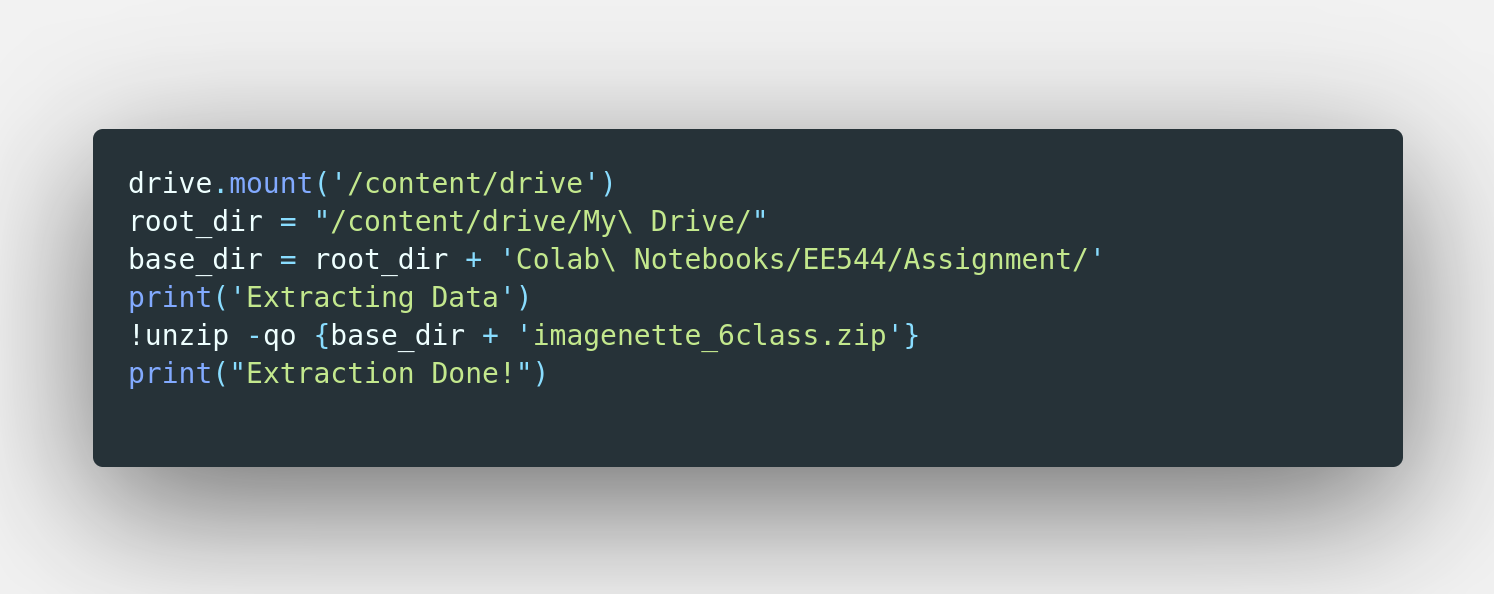 drive.mount('/content/drive')
root_dir = "/content/drive/My\ Drive/"
base_dir = root_dir + 'Colab\ Notebooks/EE544/Assignment/'
print('Extracting Data')
!unzip -qo {base_dir + 'imagenette_6class.zip'}
print("Extraction Done!")